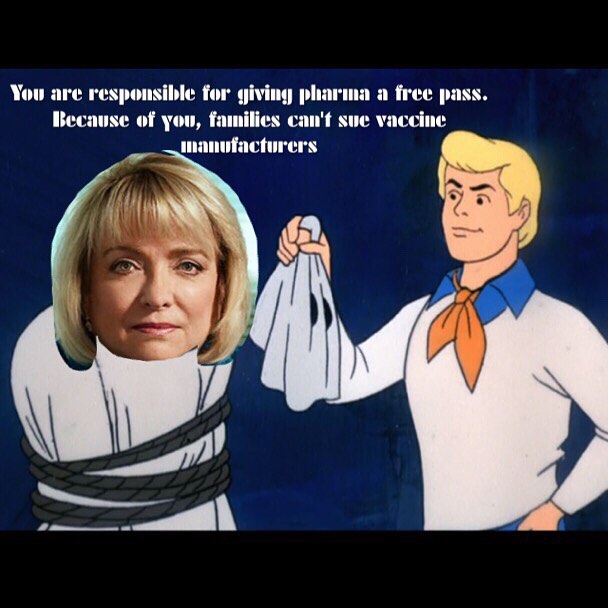 You are responsible for giving pharma a free pass.
Because of you, families can't sue vaccine
manufacturers